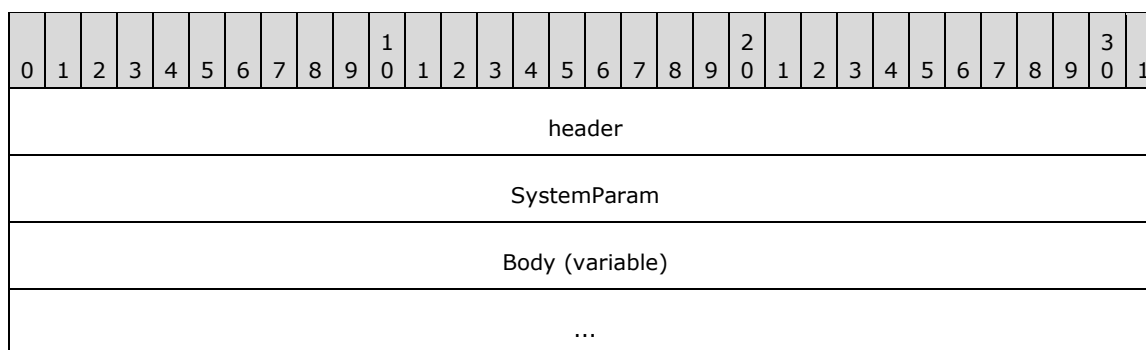 1 2 3
0 1 2 3 4 5 6 7 8 9 0 1 2 3 4 5 6 7 8 9 0 1 2 3 4 5 6 7 8 9 0 1
header
SystemParam
Body (variable)
...